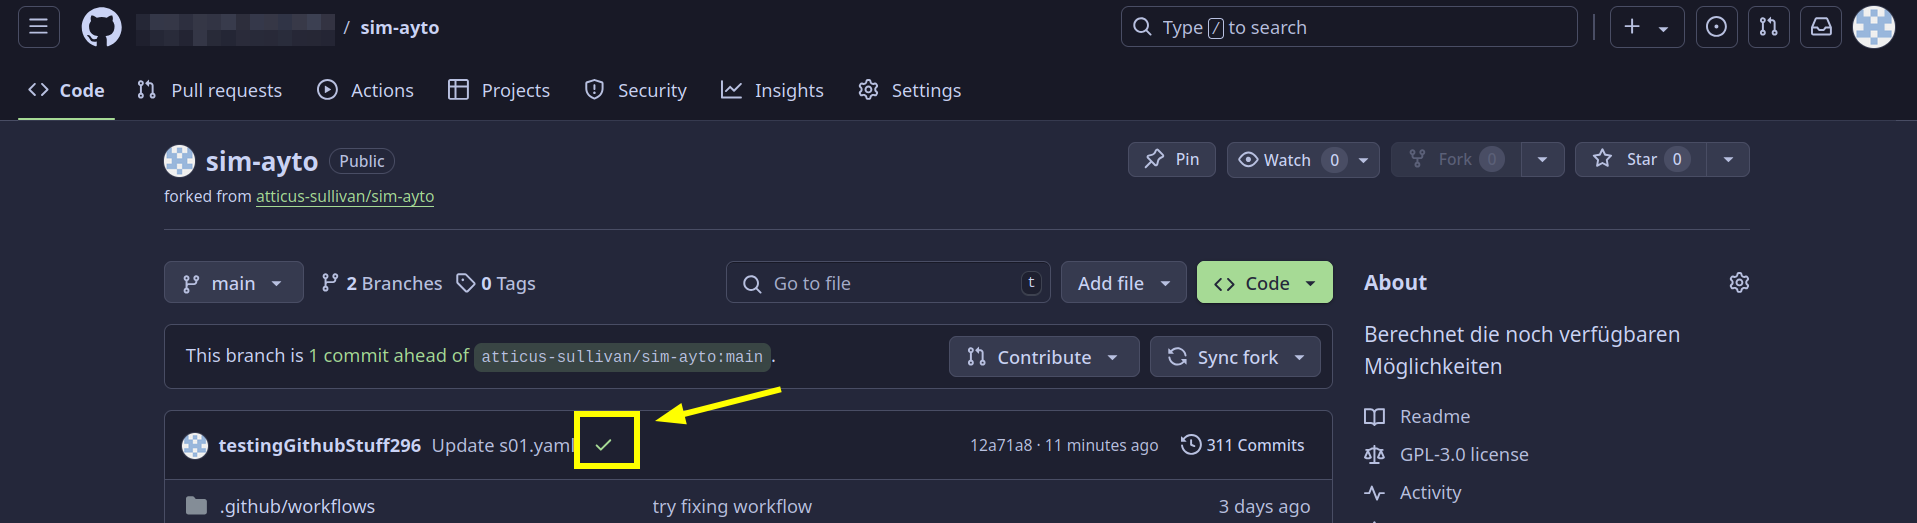 / sim-ayto
Type / to search
Code Pull requests Actions Projects Security Insights Settings
sim-ayto Public
Pin Watch 0 Fork 0 Star 0
forked from atticus-sullivan/sim-ayto
main 2 Branches 0 Tags
Go to file t
Add file Code
About
This branch is 1 commit ahead of atticus-sullivan/sim-ayto:main.
Contribute Sync fork
Berechnet die noch verfügbaren
Möglichkeiten
Readme
GPL-3.0 license
Activity
testingGithubStuff296 Update s01.yaml
12a71a8 · 11 minutes ago 311 Commits
.github/workflows try fixing workflow 3 days ago